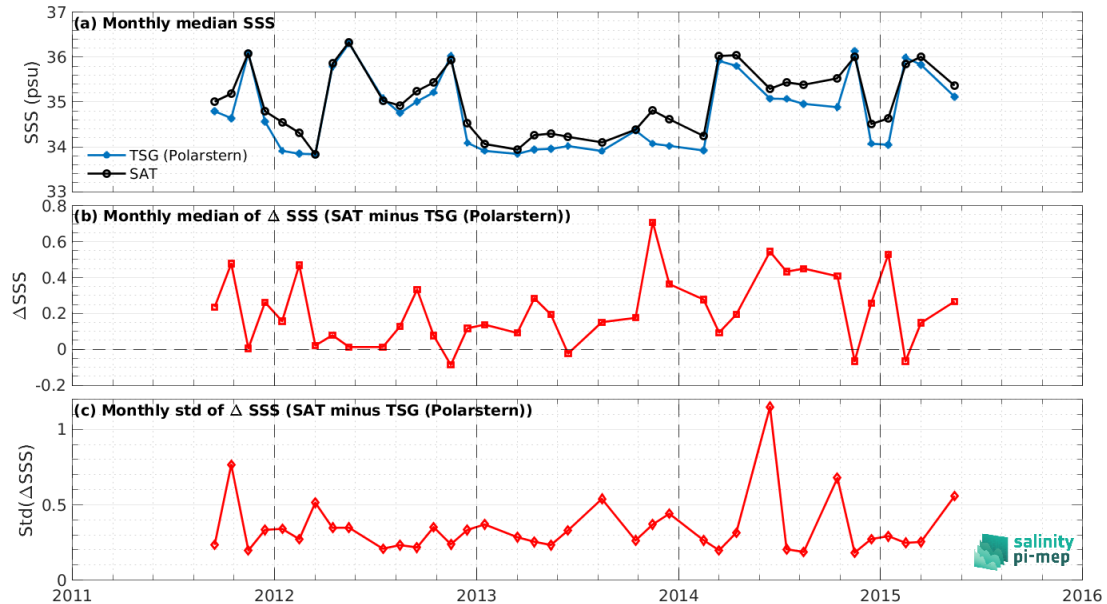 37
(a) Monthly median SSS
36
SSS (psu)
35
34
TSG (Polarstern)
SAT
33
0.8
(b) Monthly median of Δ SSS (SAT minus TSG (Polarstern))
0.6
0.4
ΔSSS
0.2
0
-0.2
(c) Monthly std of Δ SSS (SAT minus TSG (Polarstern))
1
Std(ΔSSS)
0.5
salinity
pi-mep
0
2011 2012 2013 2014 2015 2016